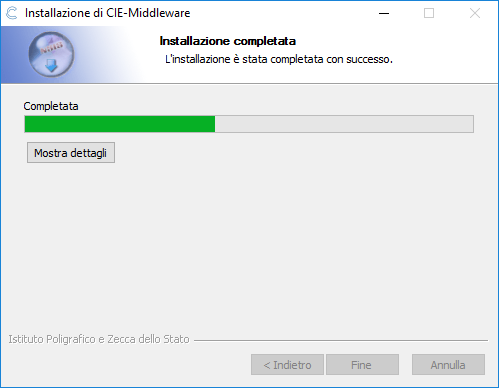 Installazione di CIE-Middleware
Installazione completata
L'installazione è stata completata con successo.
Completata
Mostra dettagli
Istituto Poligrafico e Zecca dello Stato
< Indietro
Fine
Annulla